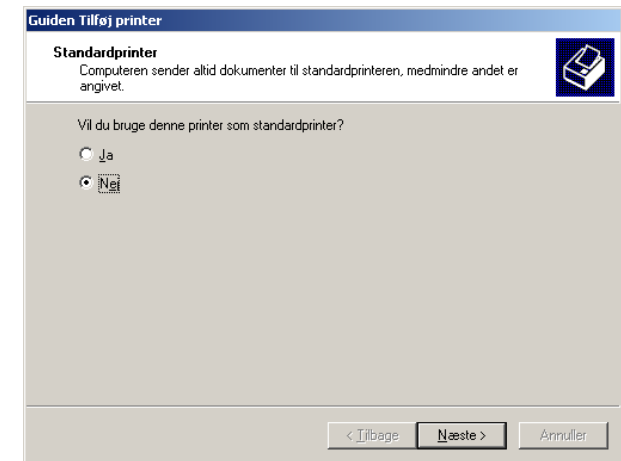 Guiden Tilføj printer
Standardprinter
Computeren sender altid dokumenter til standardprinteren, medmindre andet er
angivet.
Vil du bruge denne printer som standardprinter?
Ja
Nej
< Tilbage
Næste >
Annuller